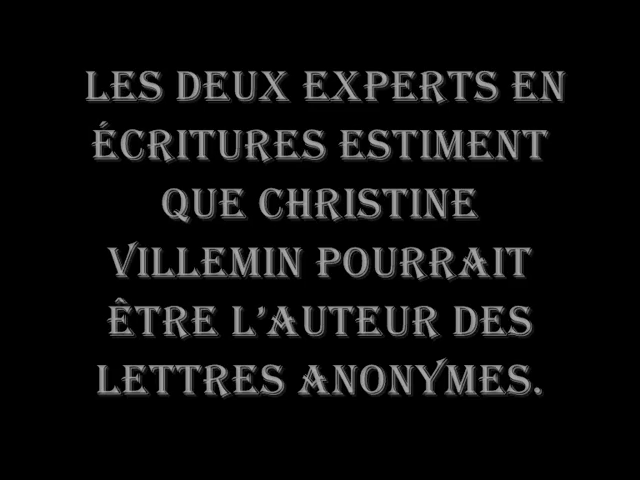 LES DEUX EXPERTS EN
ÉCRITURES ESTIMENT
QUE CHRISTINE
VILLEMIN POURRAIT
ÊTRE L’AUTEUR DES
LETTRES ANONYMES.